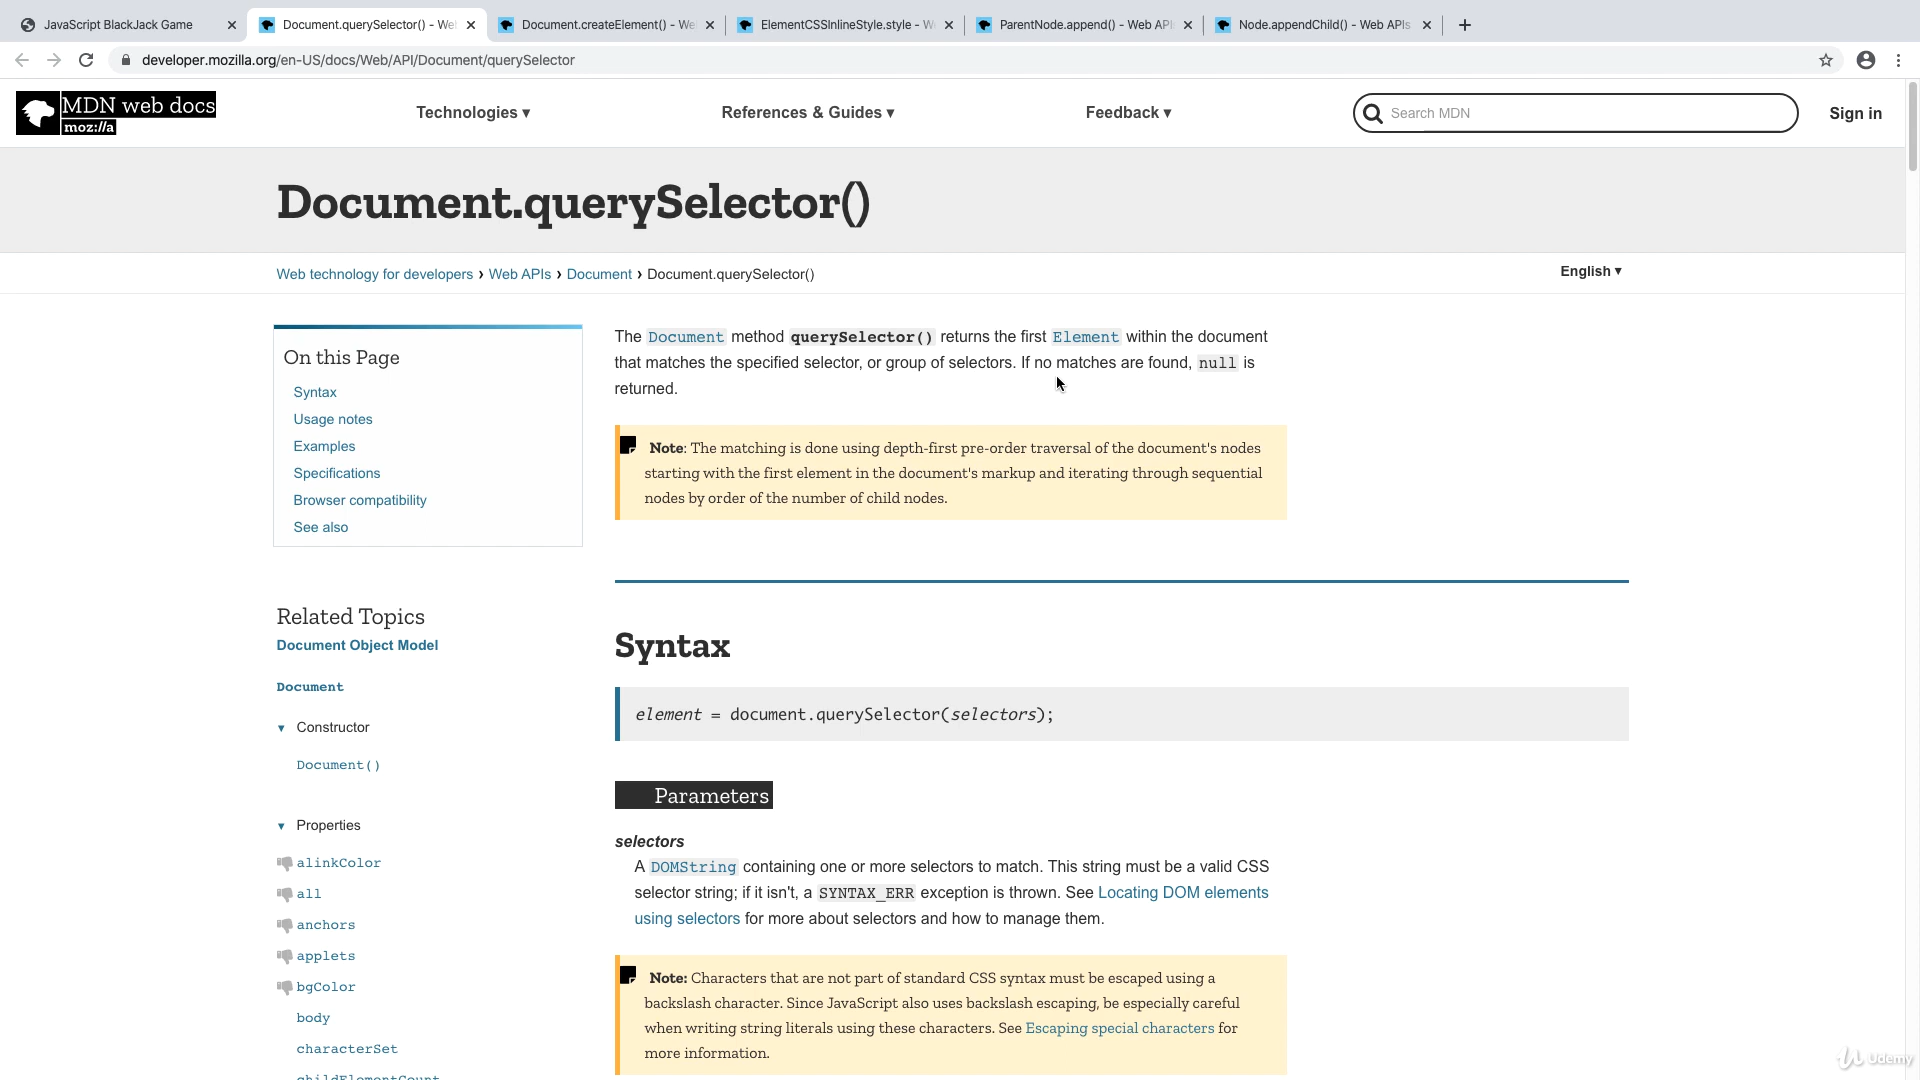 JavaScript BlackJack Game
Document.querySelector() - We
Document.createElement() - We
ElementCSSInlineStyle.style - W
ParentNode.append() - Web API
Node.appendChild() - Web APIs
developer.mozilla.org/en-US/docs/Web/API/Document/querySelector
MDN web docs
moz://a
Technologies ▾
References & Guides ▾
Feedback ▾
Search MDN
Sign in
Document.querySelector()
Web technology for developers › Web APIs › Document › Document.querySelector()
English ▾
The Document method querySelector() returns the first Element within the document
that matches the specified selector, or group of selectors. If no matches are found, null is
returned.
Note: The matching is done using depth-first pre-order traversal of the document's nodes
starting with the first element in the document's markup and iterating through sequential
nodes by order of the number of child nodes.
On this Page
Syntax
Usage notes
Examples
Specifications
Browser compatibility
See also
Related Topics
Document Object Model
Document
▾ Constructor
Document()
▾ Properties
alinkColor
all
anchors
applets
bgColor
body
characterSet
childElementCount
Syntax
element = document.querySelector(selectors);
Parameters
selectors
A DOMString containing one or more selectors to match. This string must be a valid CSS
selector string; if it isn't, a SYNTAX_ERR exception is thrown. See Locating DOM elements
using selectors for more about selectors and how to manage them.
Note: Characters that are not part of standard CSS syntax must be escaped using a
backslash character. Since JavaScript also uses backslash escaping, be especially careful
when writing string literals using these characters. See Escaping special characters for
more information.
Udemy